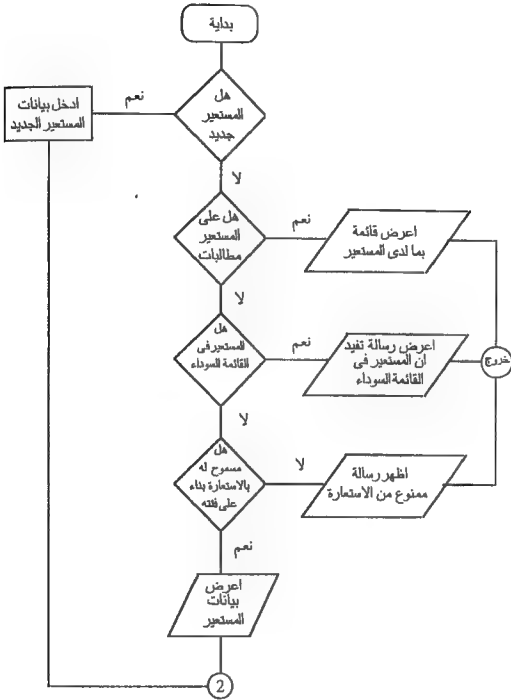 بداية
هل
المستعير
جديد
نعم
ادخل بيانات
المستعير الجديد
لا
هل على
المستعير
مطالبات
نعم
اعرض قائمة
بما لدى المستعير
لا
هل
المستعير فى
القائمة السوداء
نعم
اعرض رسالة تفيد
ان المستعير فى
القائمة السوداء
خروج
لا
هل
مسموح له
بالاستعارة بناء
على فئته
لا
اظهر رسالة
ممنوع من الاستعارة
نعم
اعرض
بيانات
المستعير
2